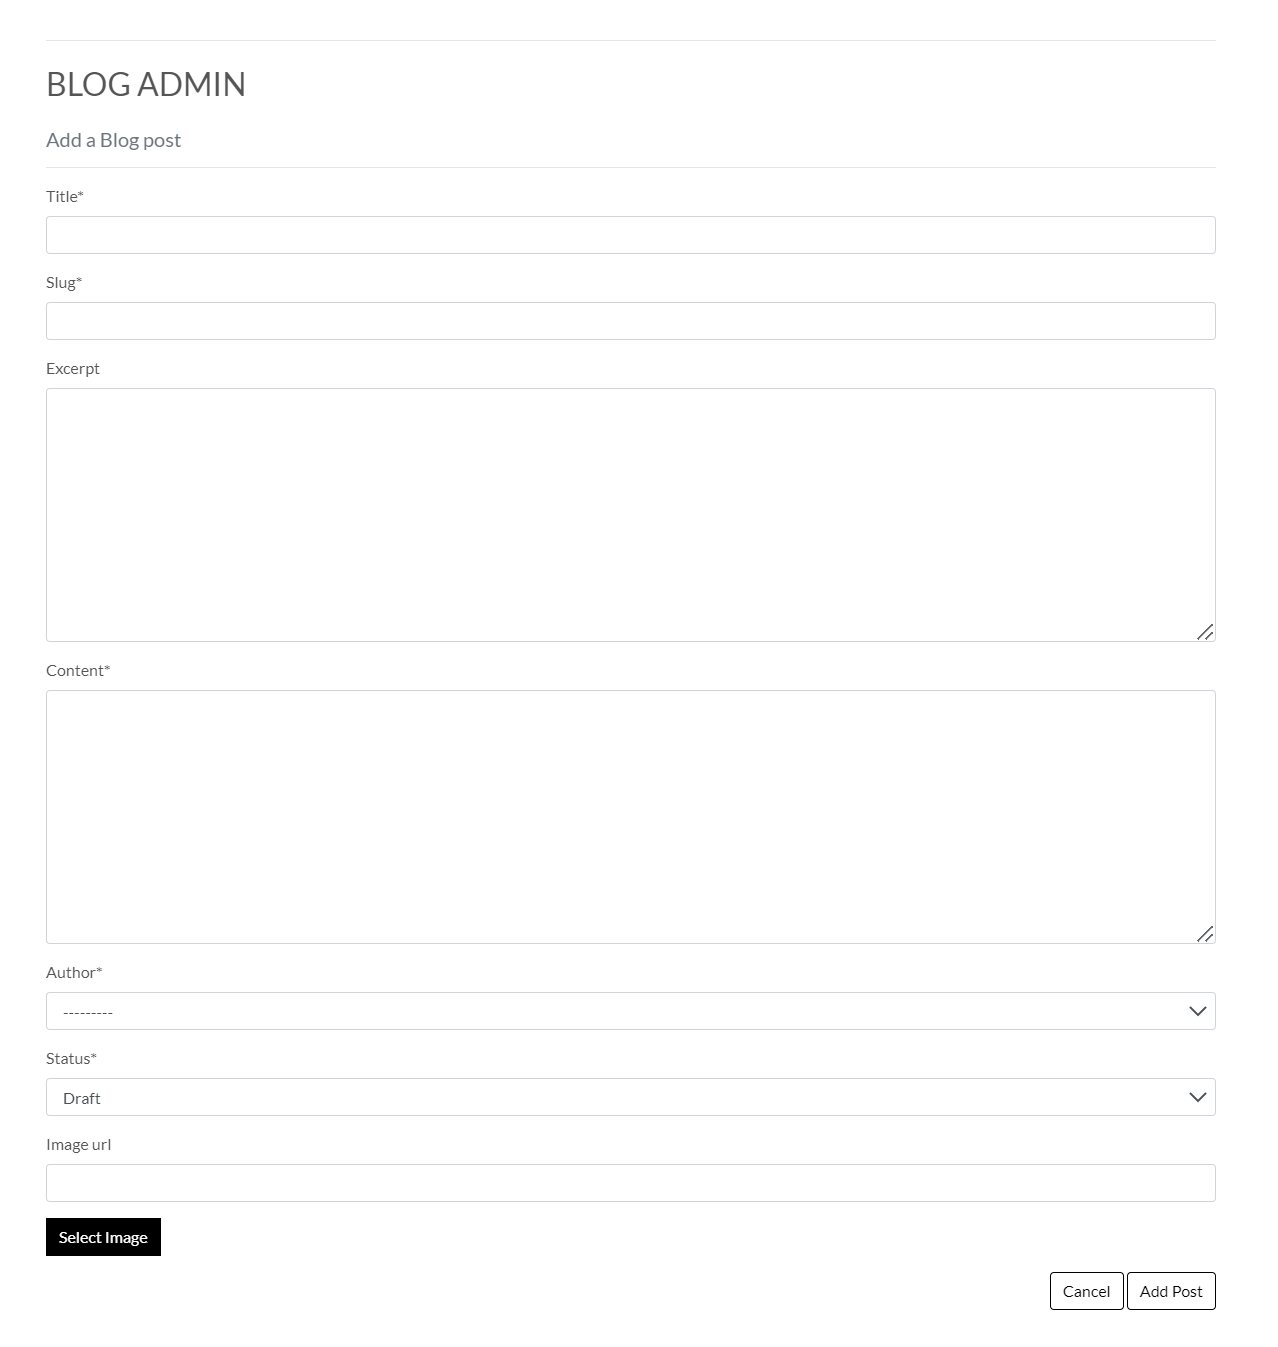 BLOG ADMIN
Add a Blog post
Title*
Slug*
Excerpt
Content*
Author*
---------
Status*
Draft
Image url
Select Image
Cancel Add Post